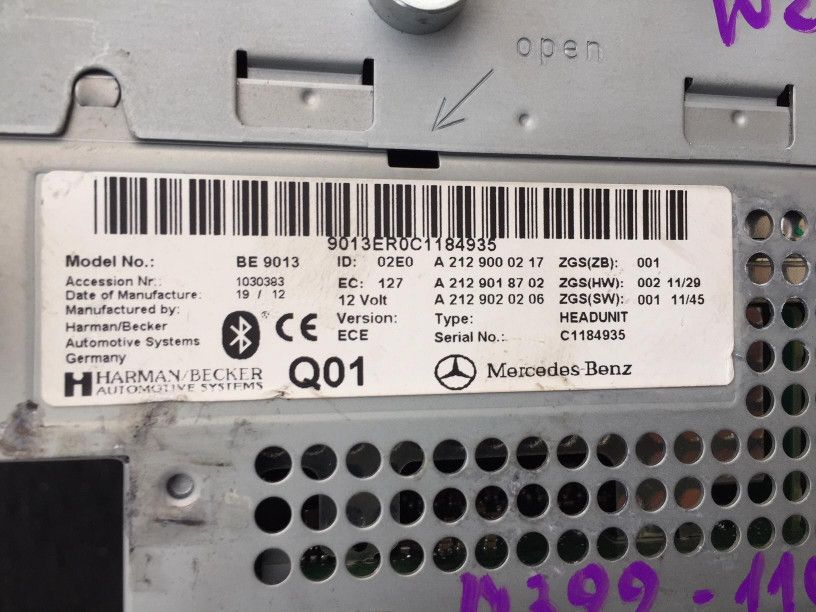 open
9013ER0C1184935
Model No.: BE 9013 ID: 02E0 A 212 900 02 17 ZGS(ZB): 001
Accession Nr.: 1030383 EC: 127 A 212 901 87 02 ZGS(HW): 002 11/29
Date of Manufacture: 19 / 12 12 Volt A 212 902 02 06 ZGS(SW): 001 11/45
Manufactured by: Version: Type: HEADUNIT
Harman/Becker ECE Serial No.: C1184935
Automotive Systems
Germany
CE
HARMAN/BECKER
AUTOMOTIVE SYSTEMS
Q01
Mercedes-Benz